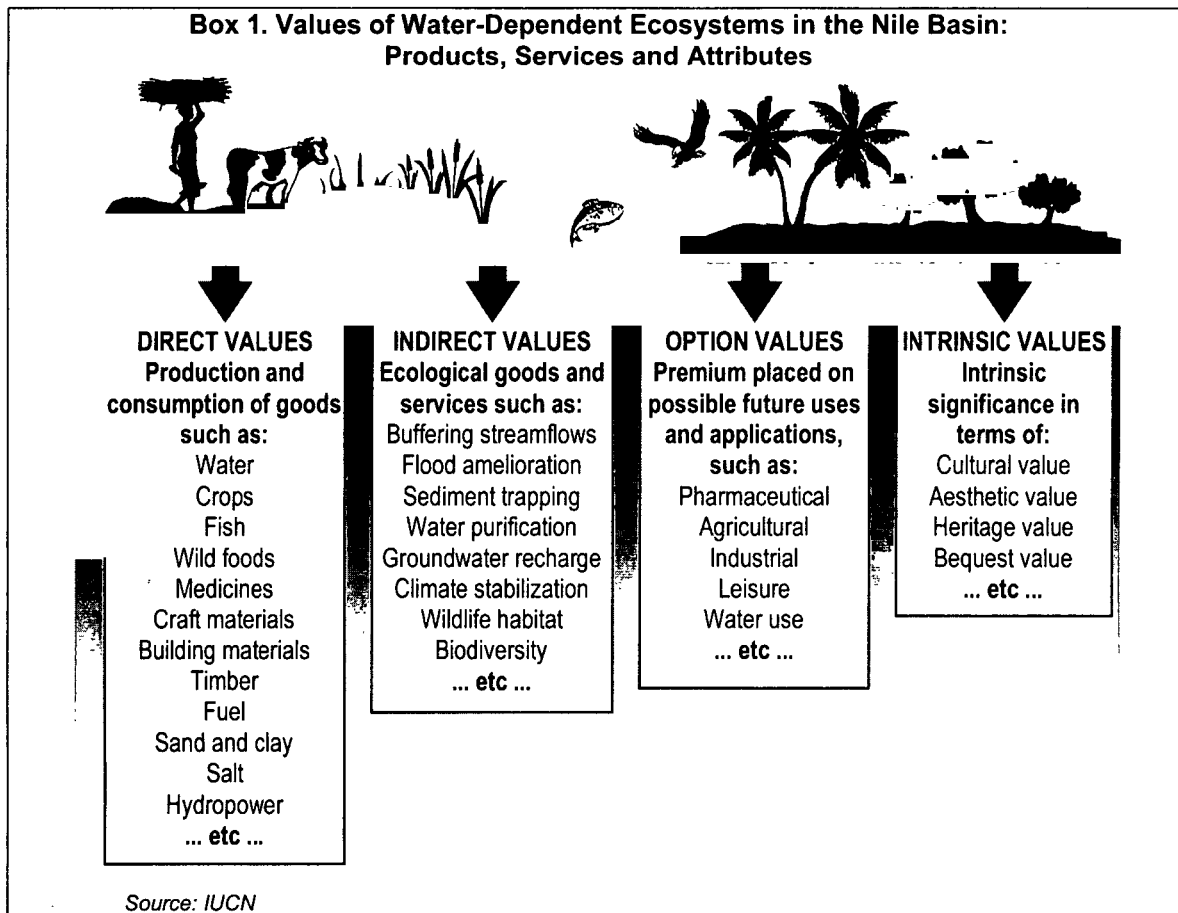 Box 1. Values of Water-Dependent Ecosystems in the Nile Basin:
Products, Services and Attributes
DIRECT VALUES
Production and
consumption of goods
such as:
Water
Crops
Fish
Wild foods
Medicines
Craft materials
Building materials
Timber
Fuel
Sand and clay
Salt
Hydropower
... etc ...
INDIRECT VALUES
Ecological goods and
services such as:
Buffering streamflows
Flood amelioration
Sediment trapping
Water purification
Groundwater recharge
Climate stabilization
Wildlife habitat
Biodiversity
... etc ...
OPTION VALUES
Premium placed on
possible future uses
and applications,
such as:
Pharmaceutical
Agricultural
Industrial
Leisure
Water use
... etc ...
INTRINSIC VALUES
Intrinsic
significance in
terms of:
Cultural value
Aesthetic value
Heritage value
Bequest value
... etc ...
Source: IUCN